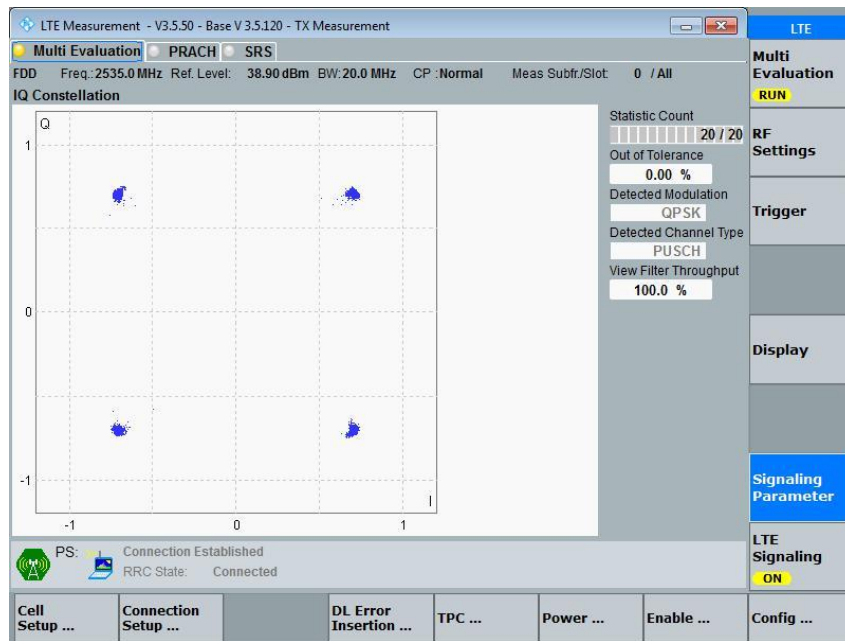 LTE Measurement - V3.5.50 - Base V 3.5.120 - TX Measurement
LTE
Multi Evaluation PRACH SRS
FDD Freq.: 2535.0 MHz Ref. Level: 38.90 dBm BW: 20.0 MHz CP : Normal Meas Subfr./Slot: 0 / All
IQ Constellation
Q
1
0
-1
-1 0 1
I
Statistic Count
20 / 20
Out of Tolerance
0.00 %
Detected Modulation
QPSK
Detected Channel Type
PUSCH
View Filter Throughput
100.0 %
PS: Connection Established
RRC State: Connected
Multi
Evaluation
RUN
RF
Settings
Trigger
Display
Signaling
Parameter
LTE
Signaling
ON
Cell
Setup ...
Connection
Setup ...
DL Error
Insertion ...
TPC ...
Power ...
Enable ...
Config ...